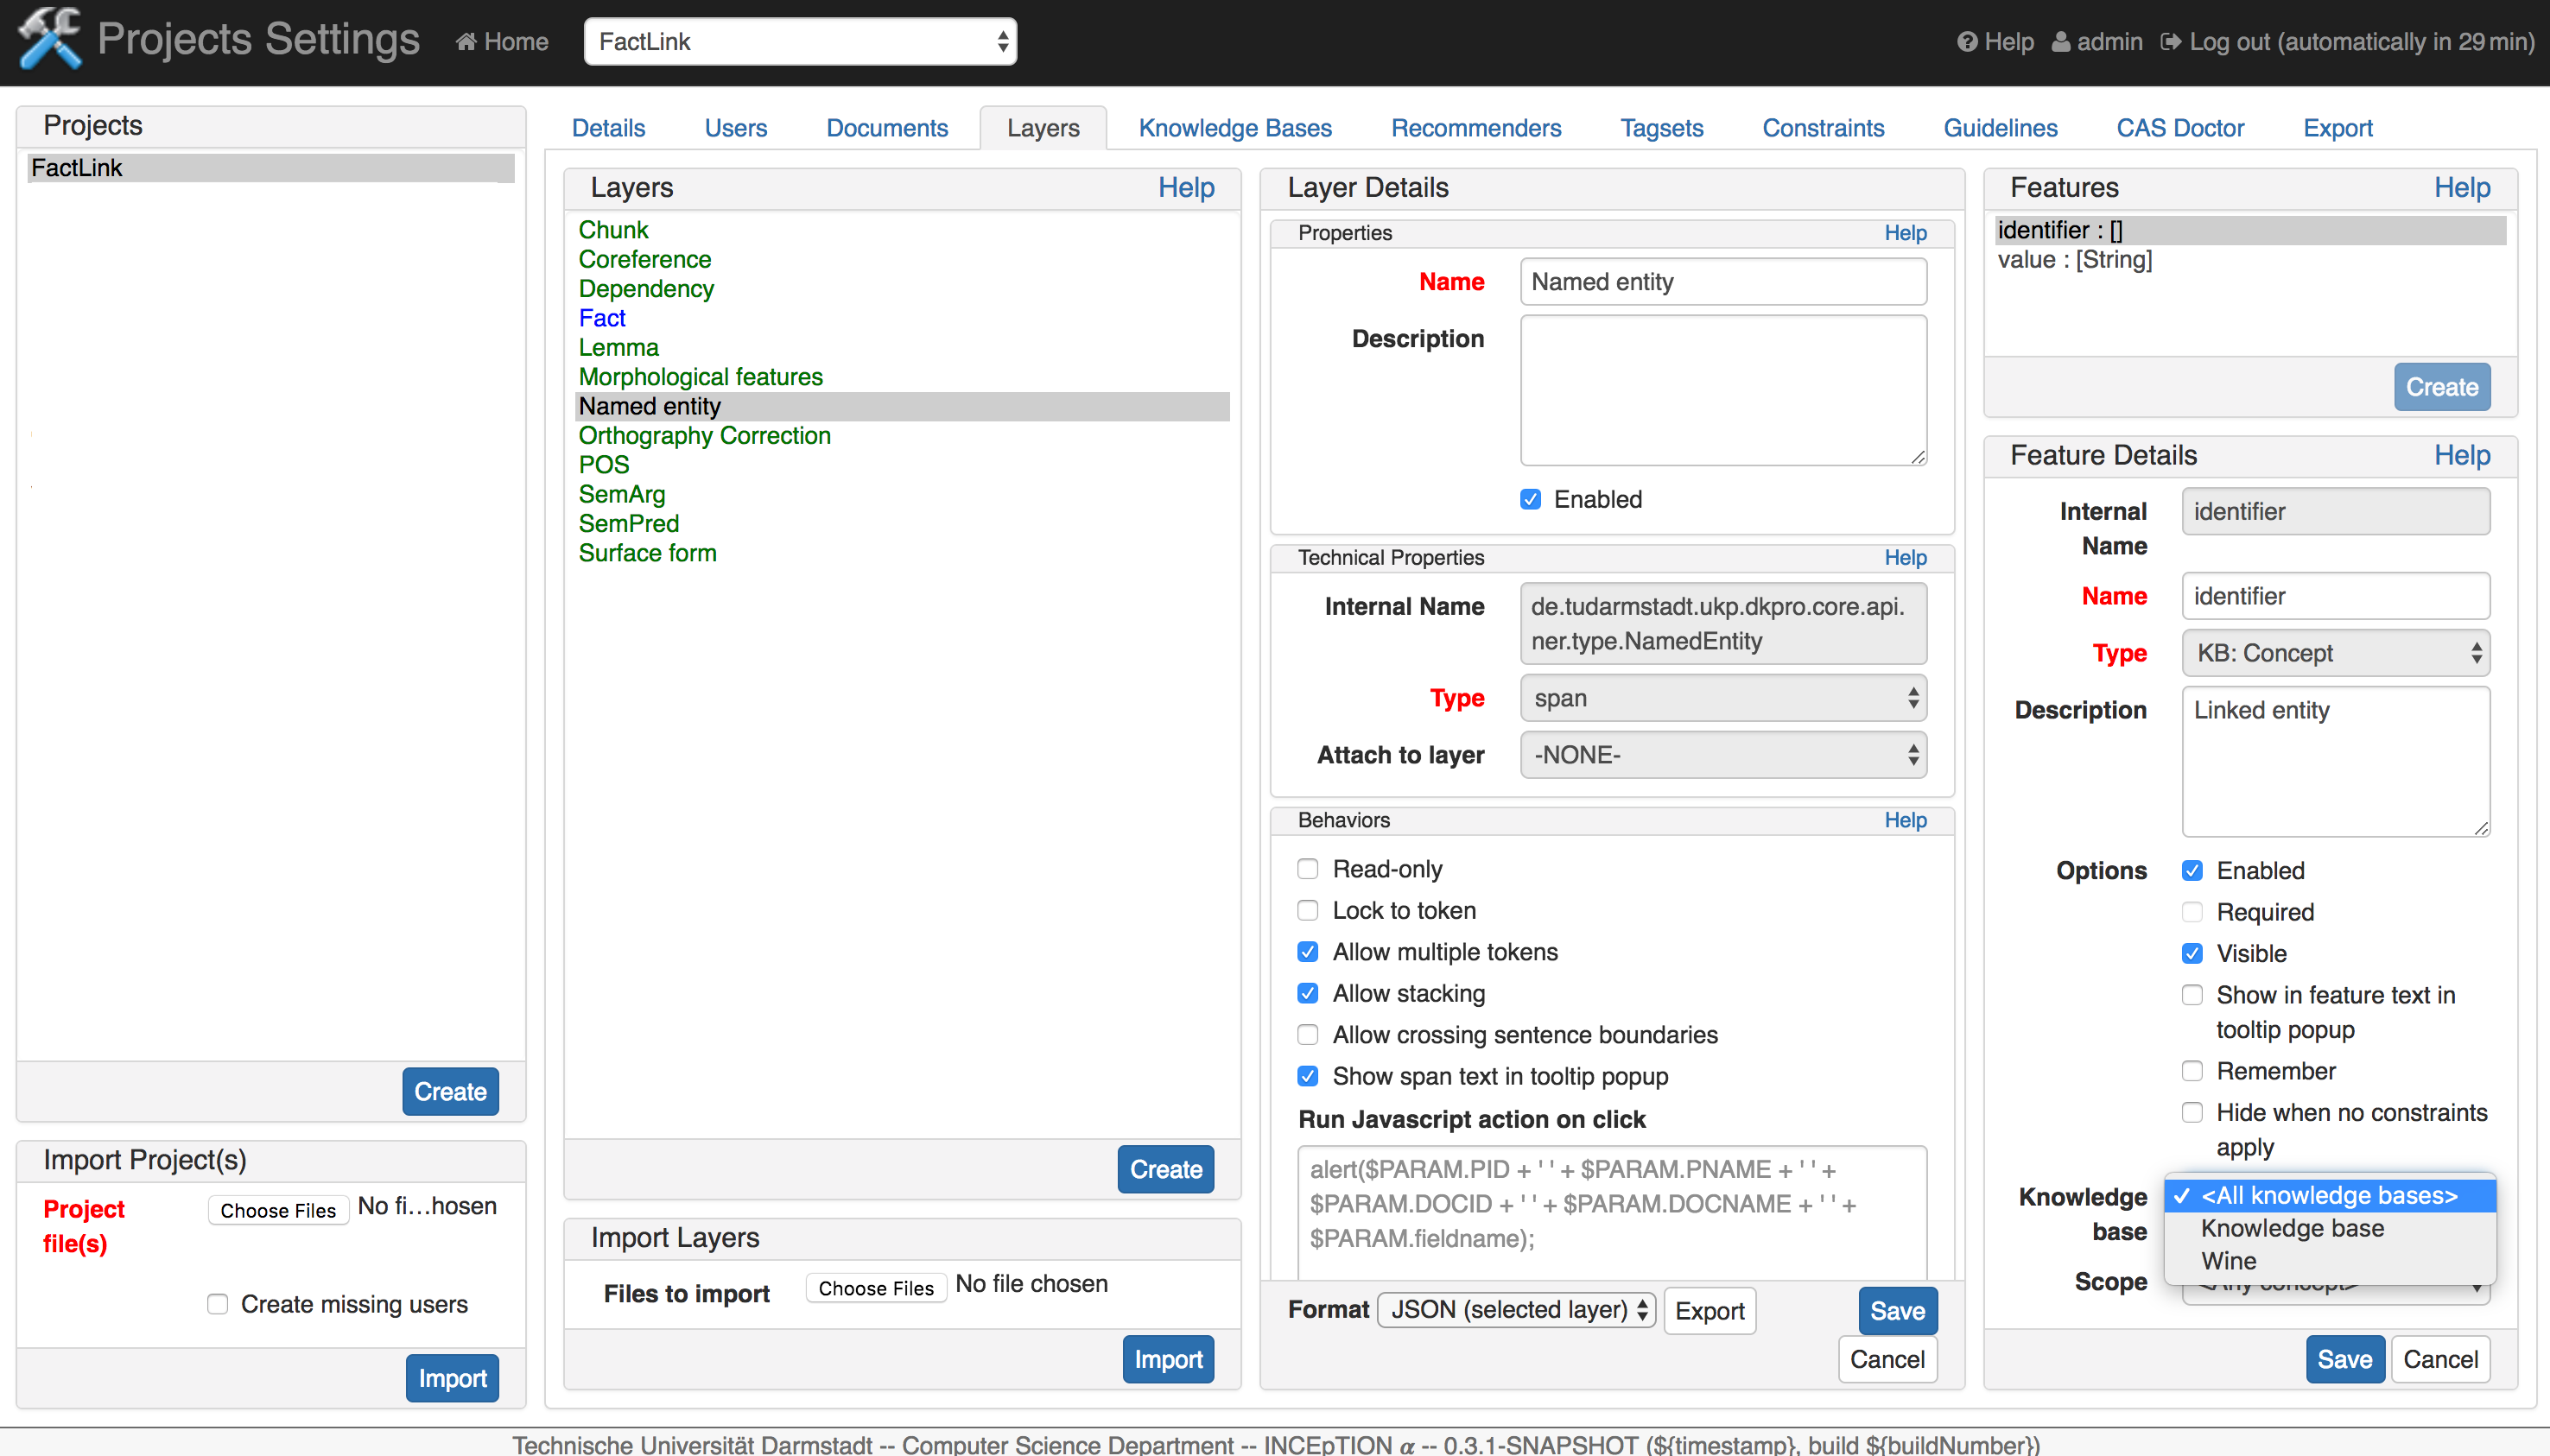 Projects Settings Home FactLink Help admin Log out (automatically in 29 min)
Projects
FactLink
Create
Import Project(s)
Project file(s) Choose Files No fi...hosen
Create missing users
Import
Details Users Documents Layers Knowledge Bases Recommenders Tagsets Constraints Guidelines CAS Doctor Export
Layers Help
Chunk
Coreference
Dependency
Fact
Lemma
Morphological features
Named entity
Orthography Correction
POS
SemArg
SemPred
Surface form
Create
Import Layers
Files to import Choose Files No file chosen
Import
Layer Details
Properties Help
Name Named entity
Description
Enabled
Technical Properties Help
Internal Name de.tudarmstadt.ukp.dkpro.core.api.
ner.type.NamedEntity
Type span
Attach to layer -NONE-
Behaviors Help
Read-only
Lock to token
Allow multiple tokens
Allow stacking
Allow crossing sentence boundaries
Show span text in tooltip popup
Run Javascript action on click
alert($PARAM.PID + ' ' + $PARAM.PNAME + ' ' +
$PARAM.DOCID + ' ' + $PARAM.DOCNAME + ' ' +
$PARAM.fieldname);
Format JSON (selected layer) Export Save
Cancel
Features Help
identifier : []
value : [String]
Create
Feature Details Help
Internal
Name
identifier
Name identifier
Type KB: Concept
Description Linked entity
Options Enabled
Required
Visible
Show in feature text in
tooltip popup
Remember
Hide when no constraints
apply
Knowledge
base
<All knowledge bases>
Knowledge base
Wine
Scope <Any concept>
Save Cancel
Technische Universität Darmstadt -- Computer Science Department -- INCEpTION α -- 0.3.1-SNAPSHOT (${timestamp}, build ${buildNumber})